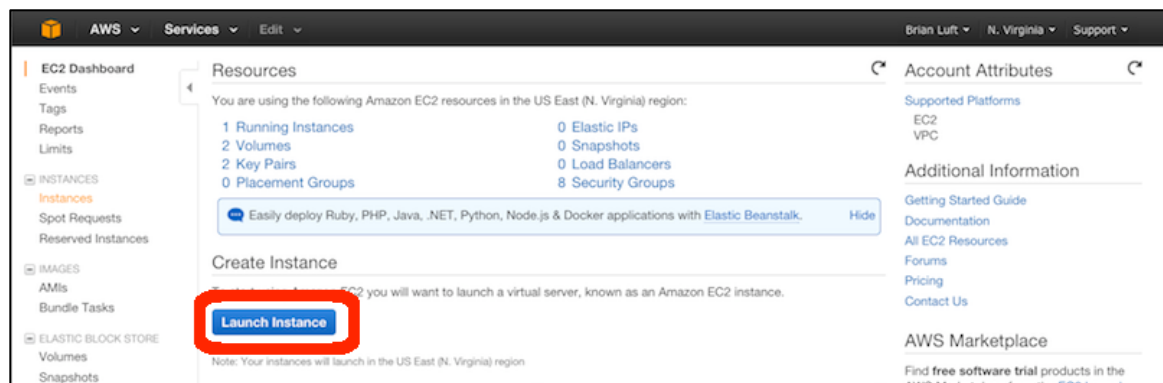 AWS Services Edit Brian Luft N. Virginia Support
EC2 Dashboard
Events
Tags
Reports
Limits
INSTANCES
Instances
Spot Requests
Reserved Instances
IMAGES
AMIs
Bundle Tasks
ELASTIC BLOCK STORE
Volumes
Snapshots
Resources
You are using the following Amazon EC2 resources in the US East (N. Virginia) region:
1 Running Instances 0 Elastic IPs
2 Volumes 0 Snapshots
2 Key Pairs 0 Load Balancers
0 Placement Groups 8 Security Groups
Easily deploy Ruby, PHP, Java, .NET, Python, Node.js & Docker applications with Elastic Beanstalk. Hide
Create Instance
EC2 you will want to launch a virtual server, known as an Amazon EC2 instance.
Launch Instance
Note: Your instances will launch in the US East (N. Virginia) region
Account Attributes
Supported Platforms
EC2
VPC
Additional Information
Getting Started Guide
Documentation
All EC2 Resources
Forums
Pricing
Contact Us
AWS Marketplace
Find free software trial products in the